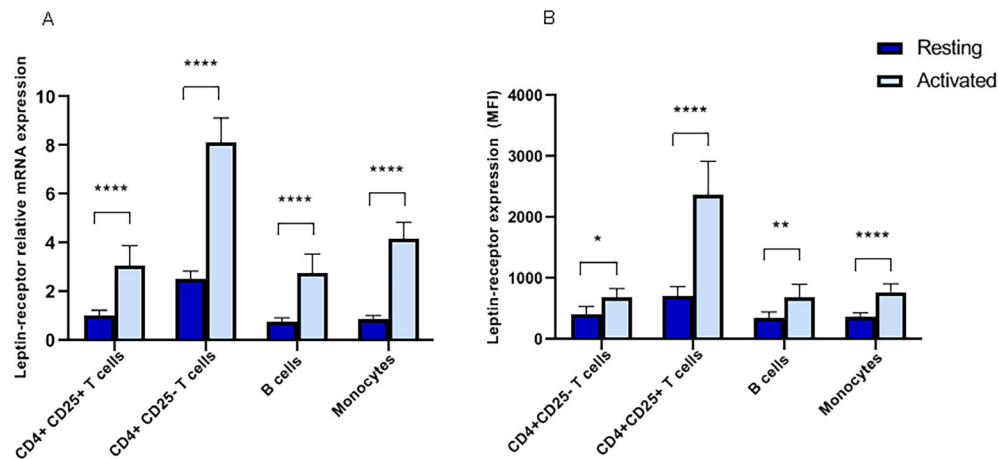 A
Leptin-receptor relative mRNA expression
10
8
6
4
2
0
****
****
****
****
CD4+ CD25+ T cells
CD4+ CD25- T cells
B cells
Monocytes
B
Resting
Activated
Leptin-receptor expression (MFI)
4000
3000
2000
1000
0
*
****
**
****
CD4+CD25- T cells
CD4+CD25+ T cells
B cells
Monocytes